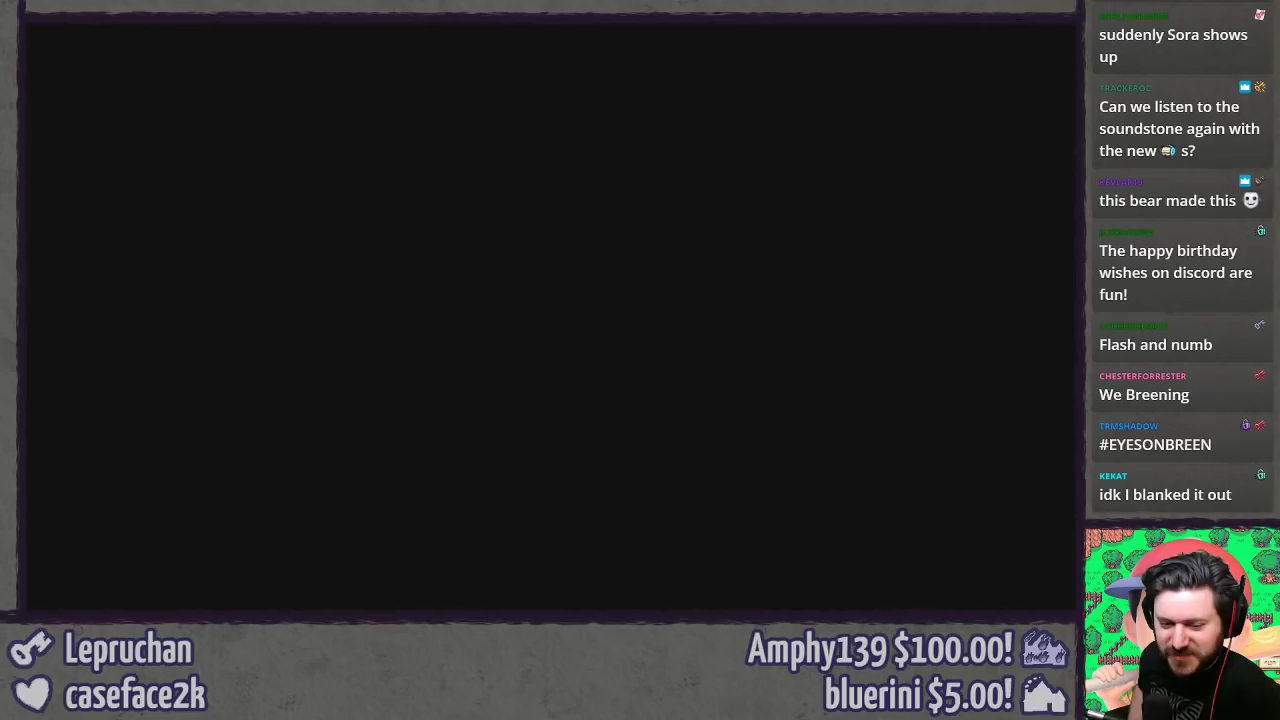 suddenly Sora shows
up
TRACKEROC
Can we listen to the
soundstone again with
the new s?
this bear made this
The happy birthday
wishes on discord are
fun!
Flash and numb
CHESTERFORRESTER
We Breening
TRMSHADOW
#EYESONBREEN
KEKAT
idk I blanked it out
Lepruchan
caseface2k
Amphy139 $100.00!
bluerini $5.00!